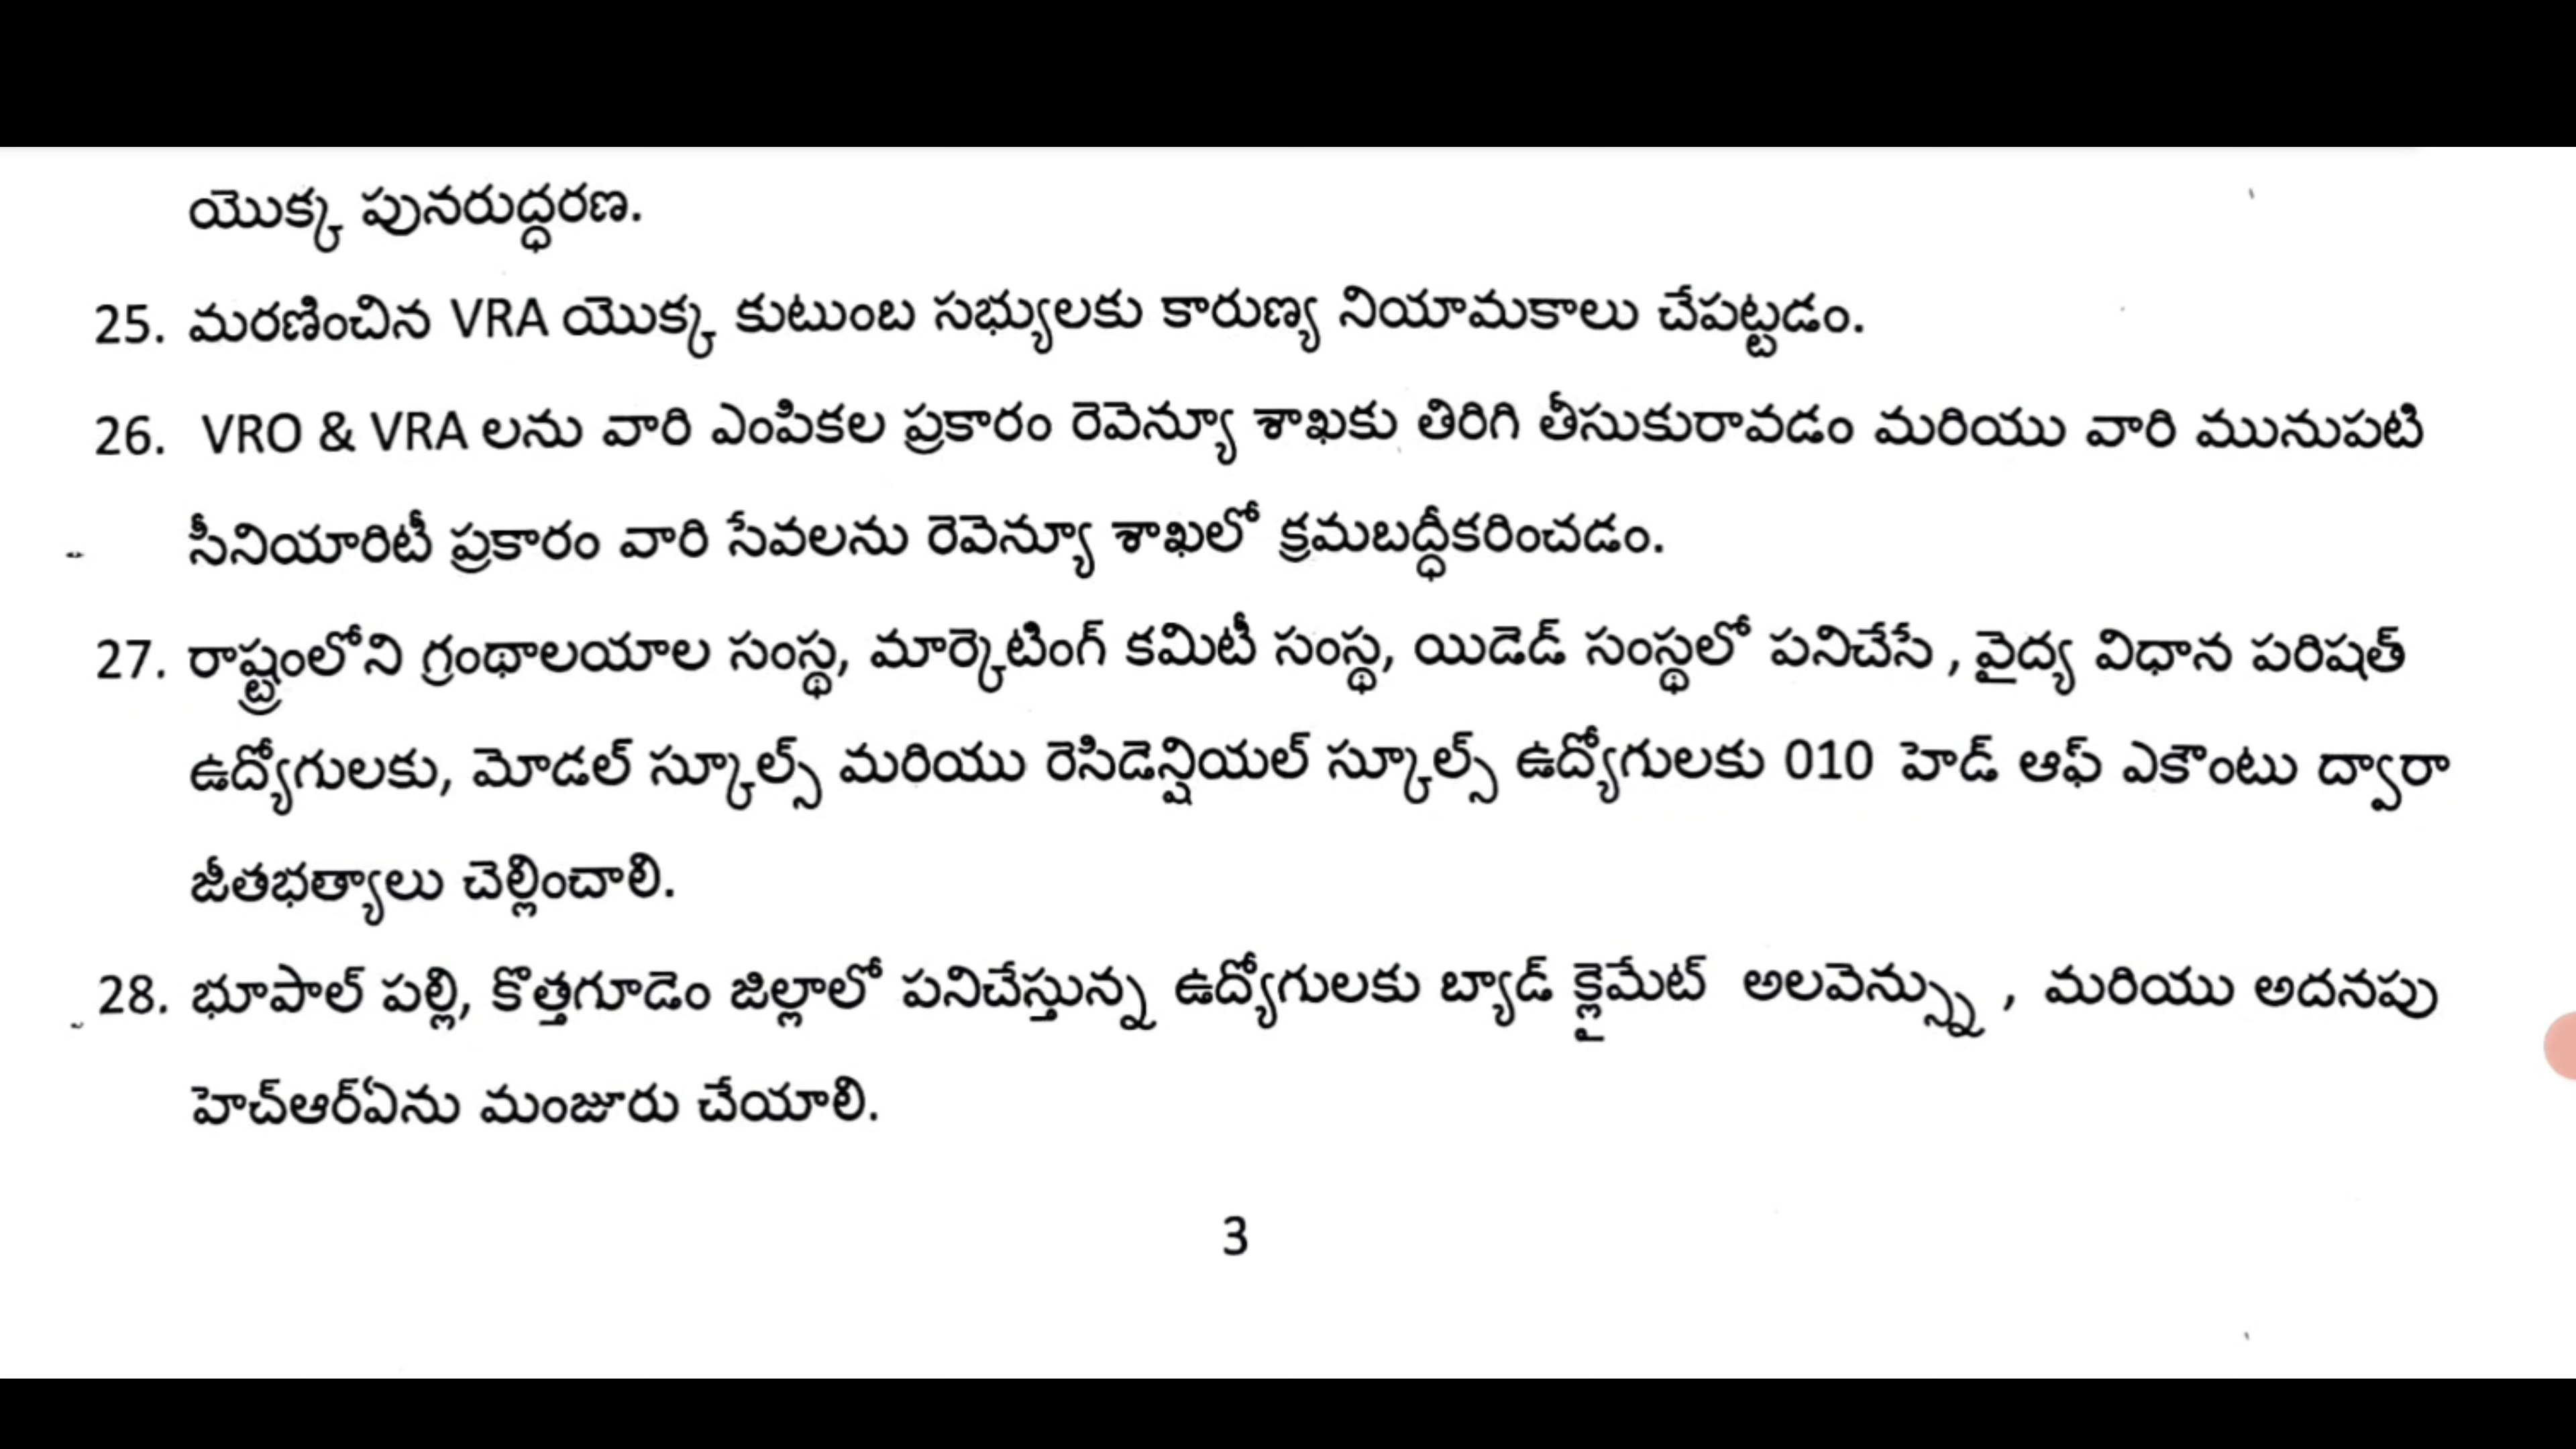 యొక్క పునరుద్ధరణ.
25. మరణించిన VRA యొక్క కుటుంబ సభ్యులకు కారుణ్య నియామకాలు చేపట్టడం.
26. VRO & VRA లను వారి ఎంపికల ప్రకారం రెవెన్యూ శాఖకు తిరిగి తీసుకురావడం మరియు వారి మునుపటి
సీనియారిటీ ప్రకారం వారి సేవలను రెవెన్యూ శాఖలో క్రమబద్ధీకరించడం.
27. రాష్ట్రంలోని గ్రంథాలయాల సంస్థ, మార్కెటింగ్ కమిటీ సంస్థ, యిడెడ్ సంస్థలో పనిచేసే , వైద్య విధాన పరిషత్
ఉద్యోగులకు, మోడల్ స్కూల్స్ మరియు రెసిడెన్షియల్ స్కూల్స్ ఉద్యోగులకు 010 హెడ్ ఆఫ్ ఎకౌంటు ద్వారా
జీతభత్యాలు చెల్లించాలి.
28. భూపాల్ పల్లి, కొత్తగూడెం జిల్లాలో పనిచేస్తున్న ఉద్యోగులకు బ్యాడ్ క్లైమేట్ అలవెన్స్ను , మరియు అదనపు
హెచ్ఆర్ఏను మంజూరు చేయాలి.
3